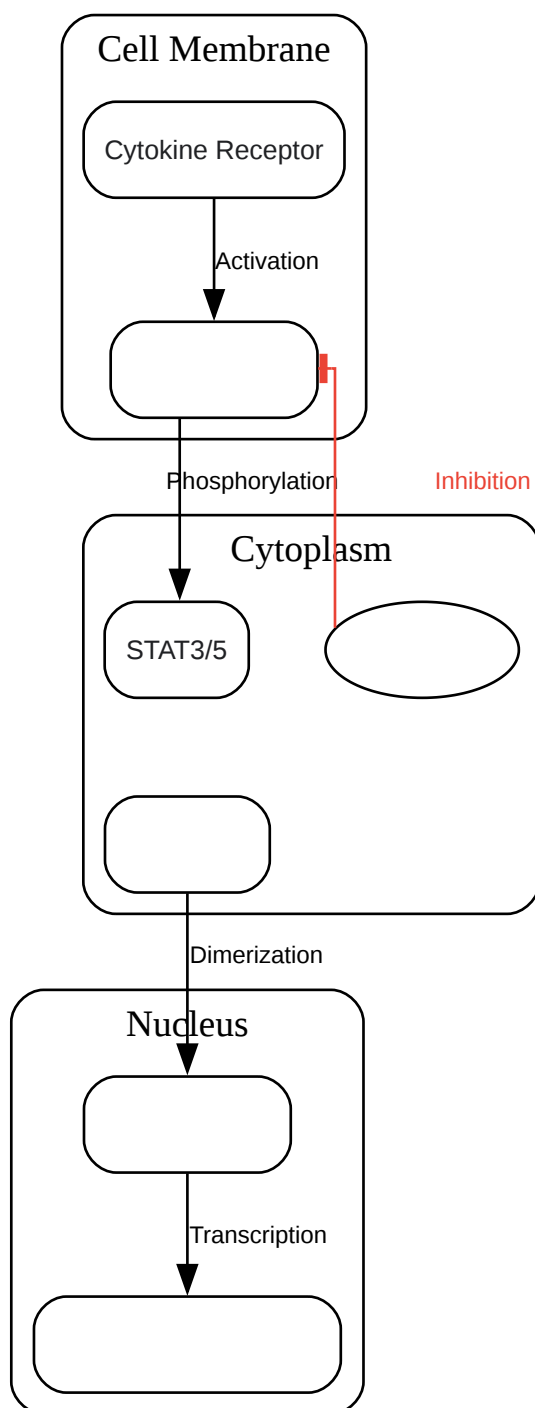 Cell Membrane
Cytokine Receptor
Activation
Phosphorylation
Inhibition
Cytoplasm
STAT3/5
Dimerization
Nucleus
Transcription